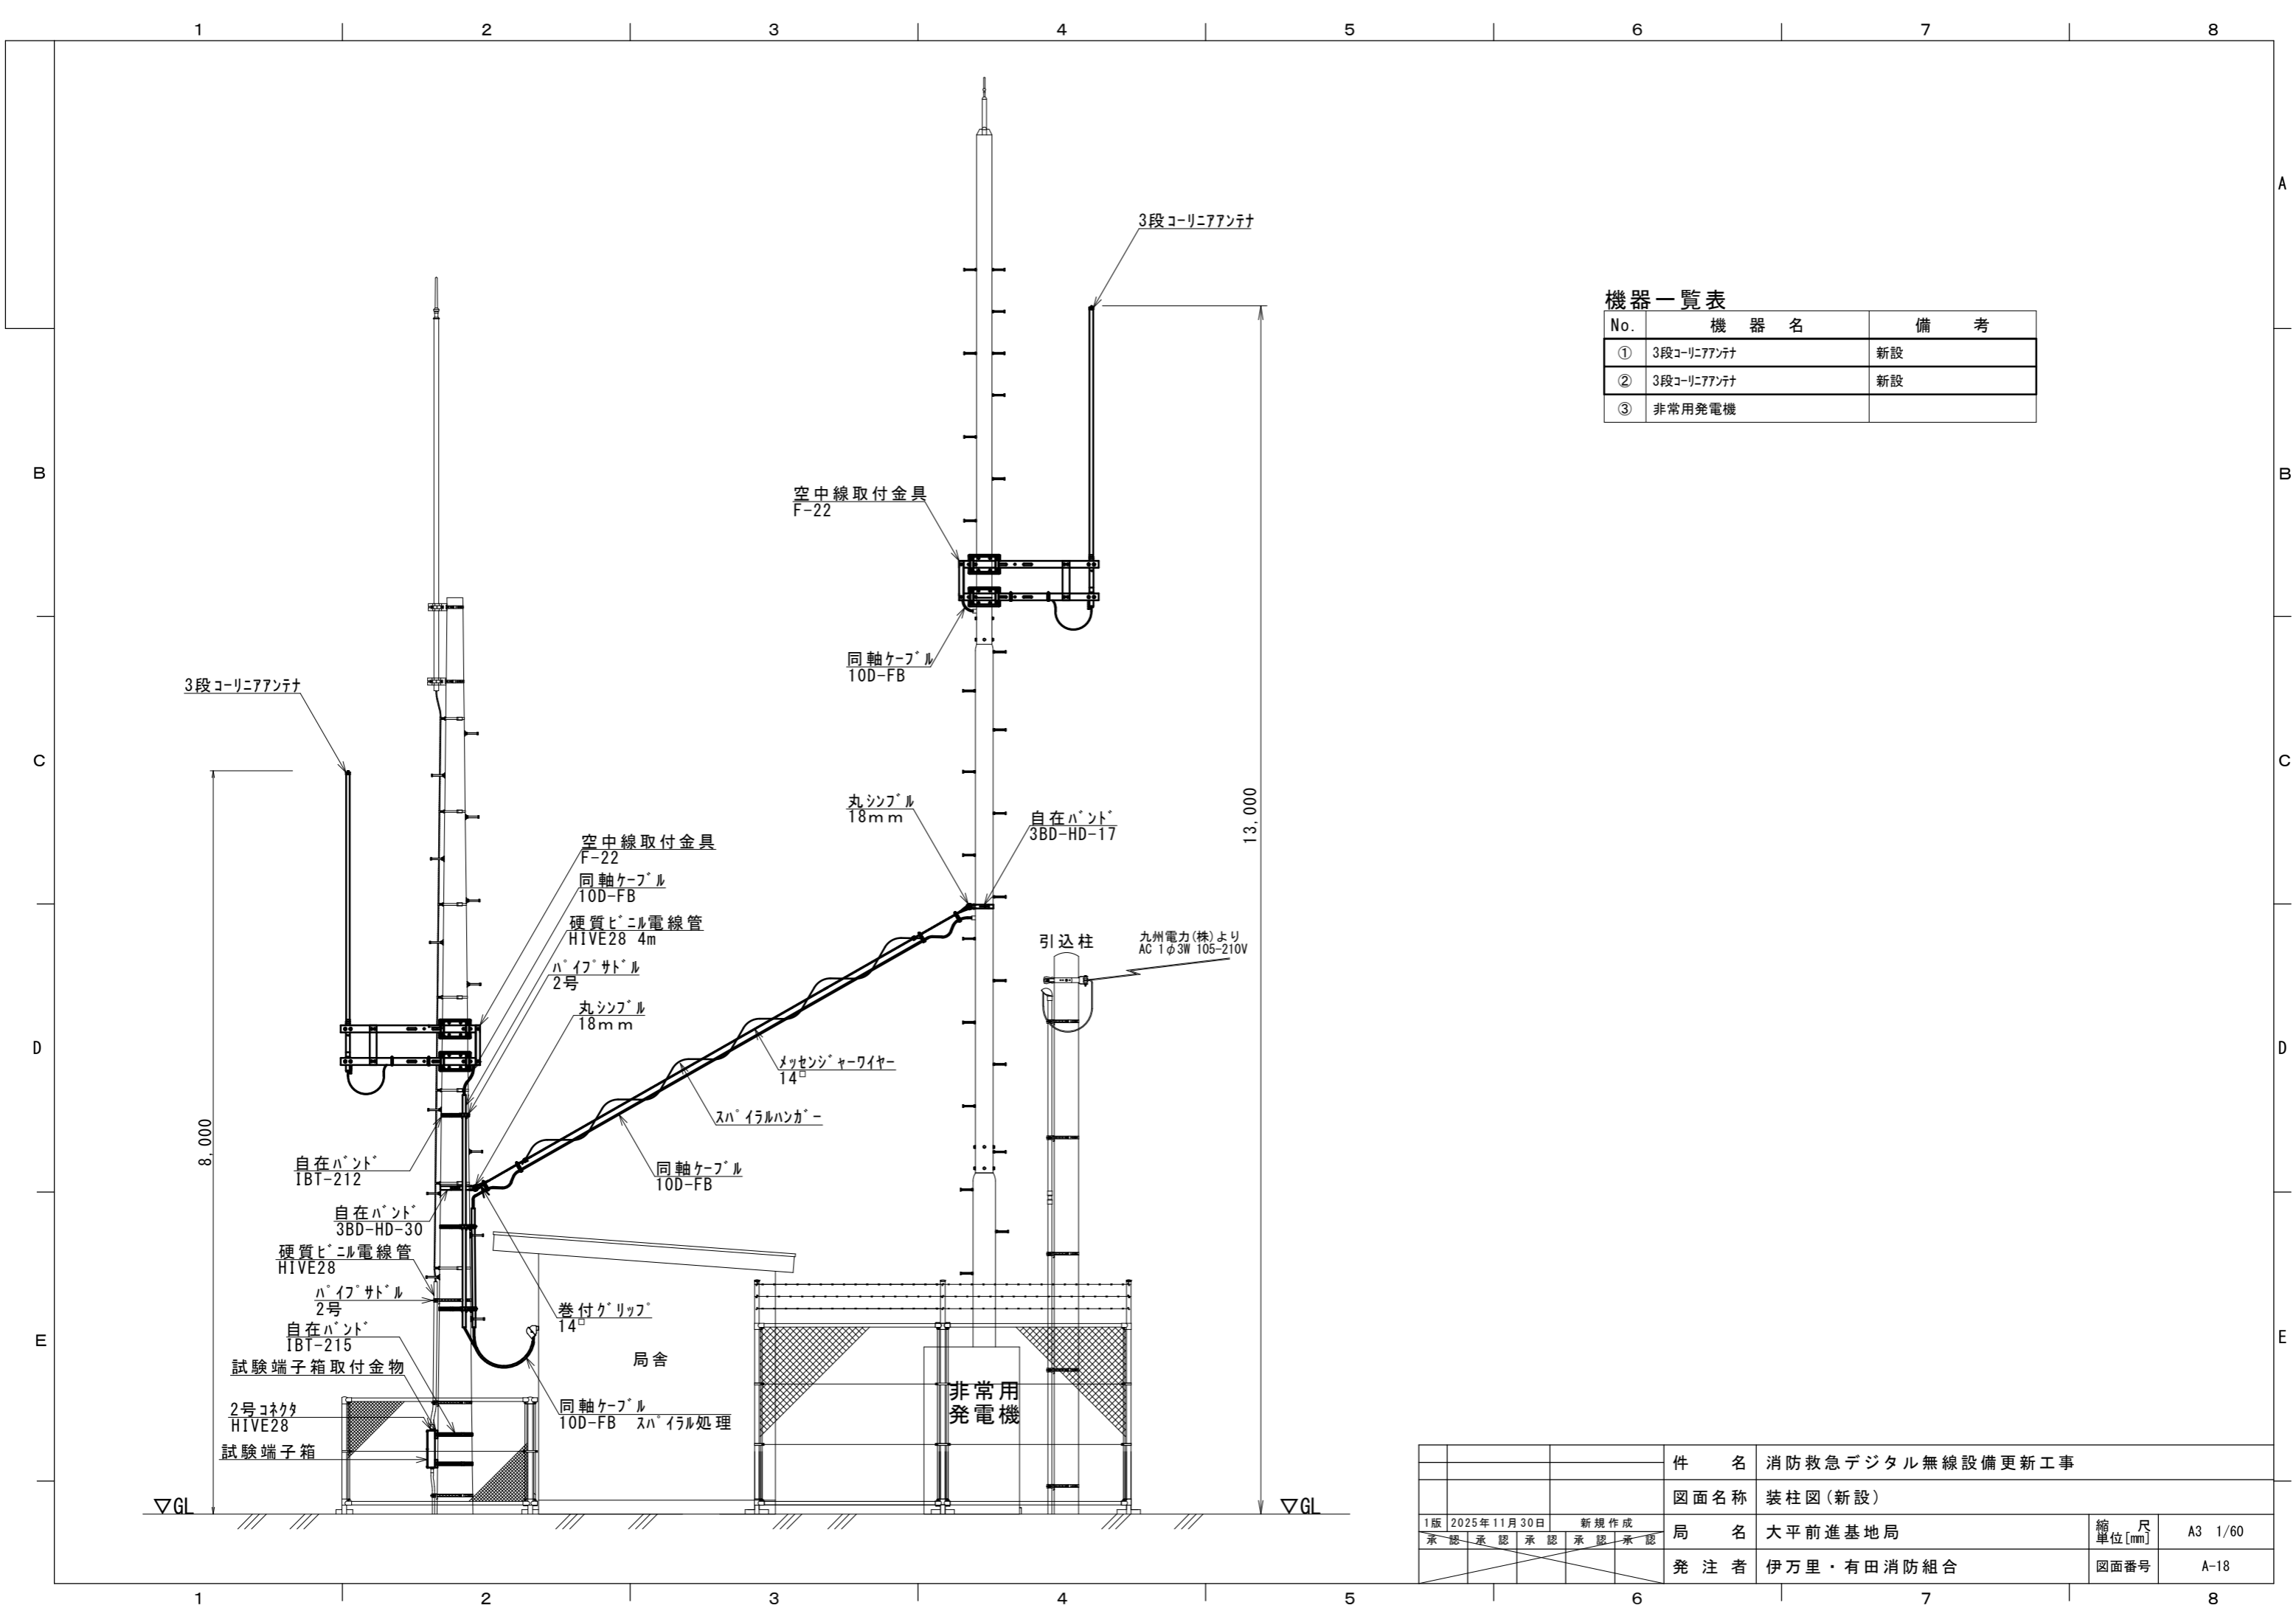 1 2 3 4 5 6 7 8
A
B B
C C
D D
E E
3段コーリニアアンテナ
機器一覧表
No. 機器名 備考
① 3段コーリニアアンテナ 新設
② 3段コーリニアアンテナ 新設
③ 非常用発電機
空中線取付金具
F-22
同軸ケーブル
10D-FB
3段コーリニアアンテナ
丸シンブル
18mm
自在バンド
3BD-HD-17
13,000
空中線取付金具
F-22
同軸ケーブル
10D-FB
硬質ビニル電線管
HIVE28 4m
パイプサドル
2号
丸シンブル
18mm
引込柱
九州電力(株)より
AC 1φ3W 105-210V
メッセンジャーワイヤー
14□
スパイラルハンガー
同軸ケーブル
10D-FB
8,000
自在バンド
IBT-212
自在バンド
3BD-HD-30
硬質ビニル電線管
HIVE28
パイプサドル
2号
自在バンド
IBT-215
試験端子箱取付金物
2号コネクタ
HIVE28
試験端子箱
巻付グリップ
14□
局舎
同軸ケーブル
10D-FB スパイラル処理
非常用
発電機
▽GL
▽GL
件名 消防救急デジタル無線設備更新工事
図面名称 装柱図(新設)
1版 2025年11月30日 新規作成
承認 承認 承認 承認 承認
局名 大平前進基地局
縮尺 単位[mm] A3 1/60
発注者 伊万里・有田消防組合
図面番号 A-18
1 2 3 4 5 6 7 8